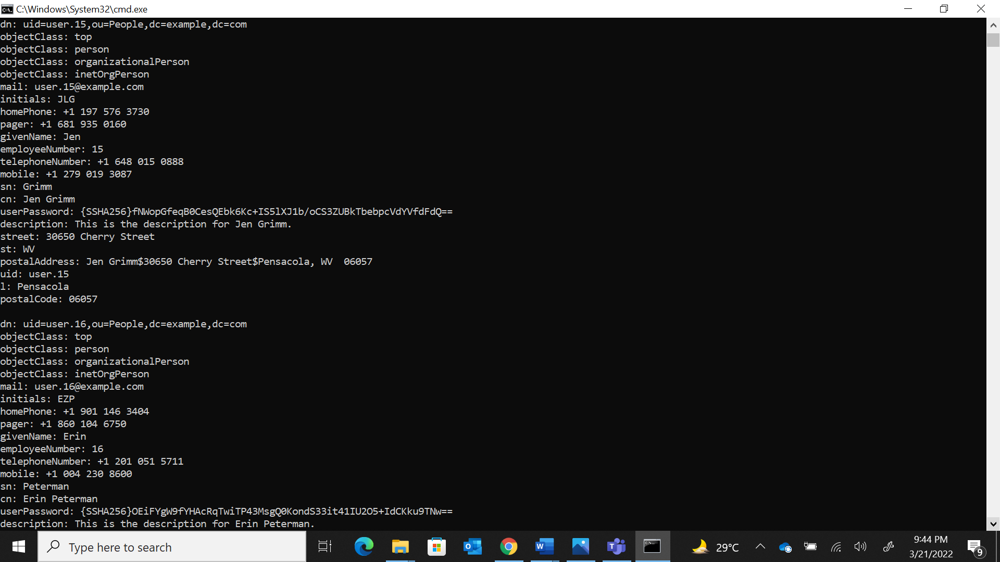 C:\Windows\System32\cmd.exe
dn: uid=user.15,ou=People,dc=example,dc=com
objectClass: top
objectClass: person
objectClass: organizationalPerson
objectClass: inetOrgPerson
mail: user.15@example.com
initials: JLG
homePhone: +1 197 576 3730
pager: +1 681 935 0160
givenName: Jen
employeeNumber: 15
telephoneNumber: +1 648 015 0888
mobile: +1 279 019 3087
sn: Grimm
cn: Jen Grimm
userPassword: {SSHA256}fNWopGfeqB0CesQEbk6Kc+IS5lXJ1b/oCS3ZUBkTbebpcVdYVfdFdQ==
description: This is the description for Jen Grimm.
street: 30650 Cherry Street
st: WV
postalAddress: Jen Grimm$30650 Cherry Street$Pensacola, WV  06057
uid: user.15
l: Pensacola
postalCode: 06057
dn: uid=user.16,ou=People,dc=example,dc=com
objectClass: top
objectClass: person
objectClass: organizationalPerson
objectClass: inetOrgPerson
mail: user.16@example.com
initials: EZP
homePhone: +1 901 146 3404
pager: +1 860 104 6750
givenName: Erin
employeeNumber: 16
telephoneNumber: +1 201 051 5711
mobile: +1 004 230 8600
sn: Peterman
cn: Erin Peterman
userPassword: {SSHA256}OEiFYgW9fYHAcRqTwiTP43MsgQ0KondS33it41IU2O5+IdCKku9TNw==
description: This is the description for Erin Peterman.
Type here to search
29°C
9:44 PM
3/21/2022
9